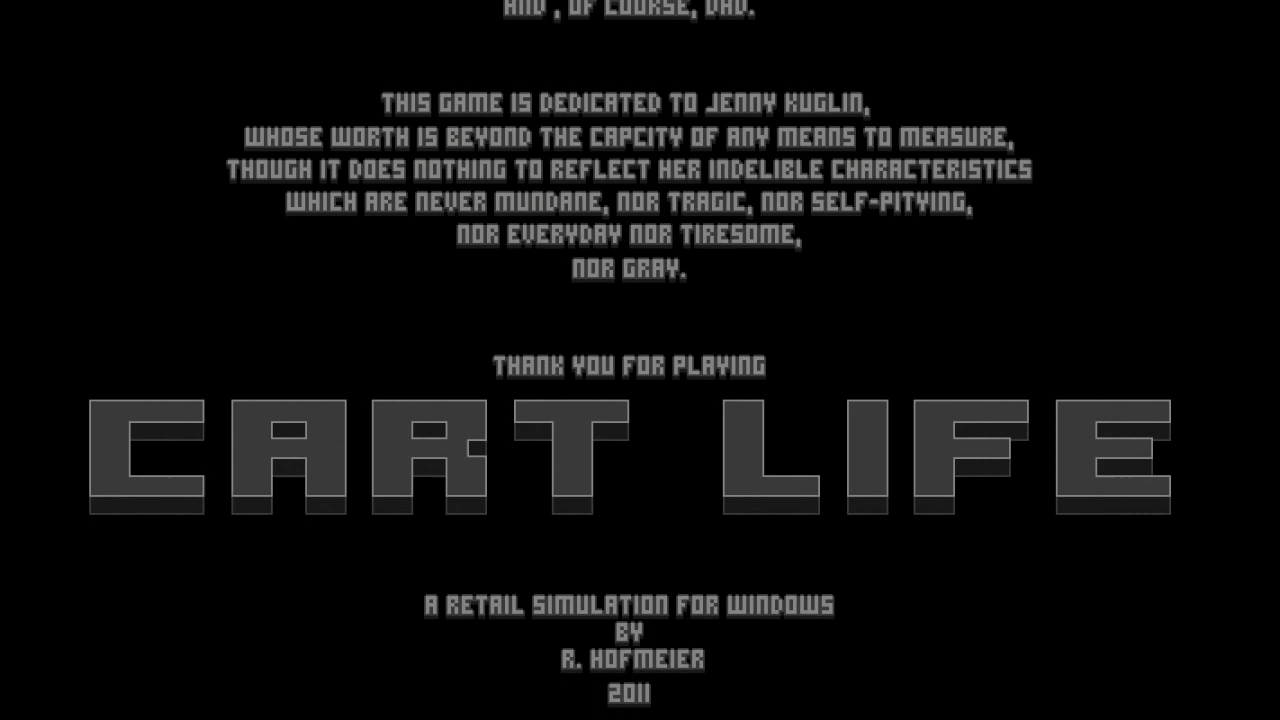 AND , OF COURSE, DAD.
THIS GAME IS DEDICATED TO JENNY KUGLIN,
WHOSE WORTH IS BEYOND THE CAPCITY OF ANY MEANS TO MEASURE,
THOUGH IT DOES NOTHING TO REFLECT HER INDELIBLE CHARACTERISTICS
WHICH ARE NEVER MUNDANE, NOR TRAGIC, NOR SELF-PITYING,
NOR EVERYDAY NOR TIRESOME,
NOR GRAY.
THANK YOU FOR PLAYING
CART LIFE
A RETAIL SIMULATION FOR WINDOWS
BY
R. HOFMEIER
2011